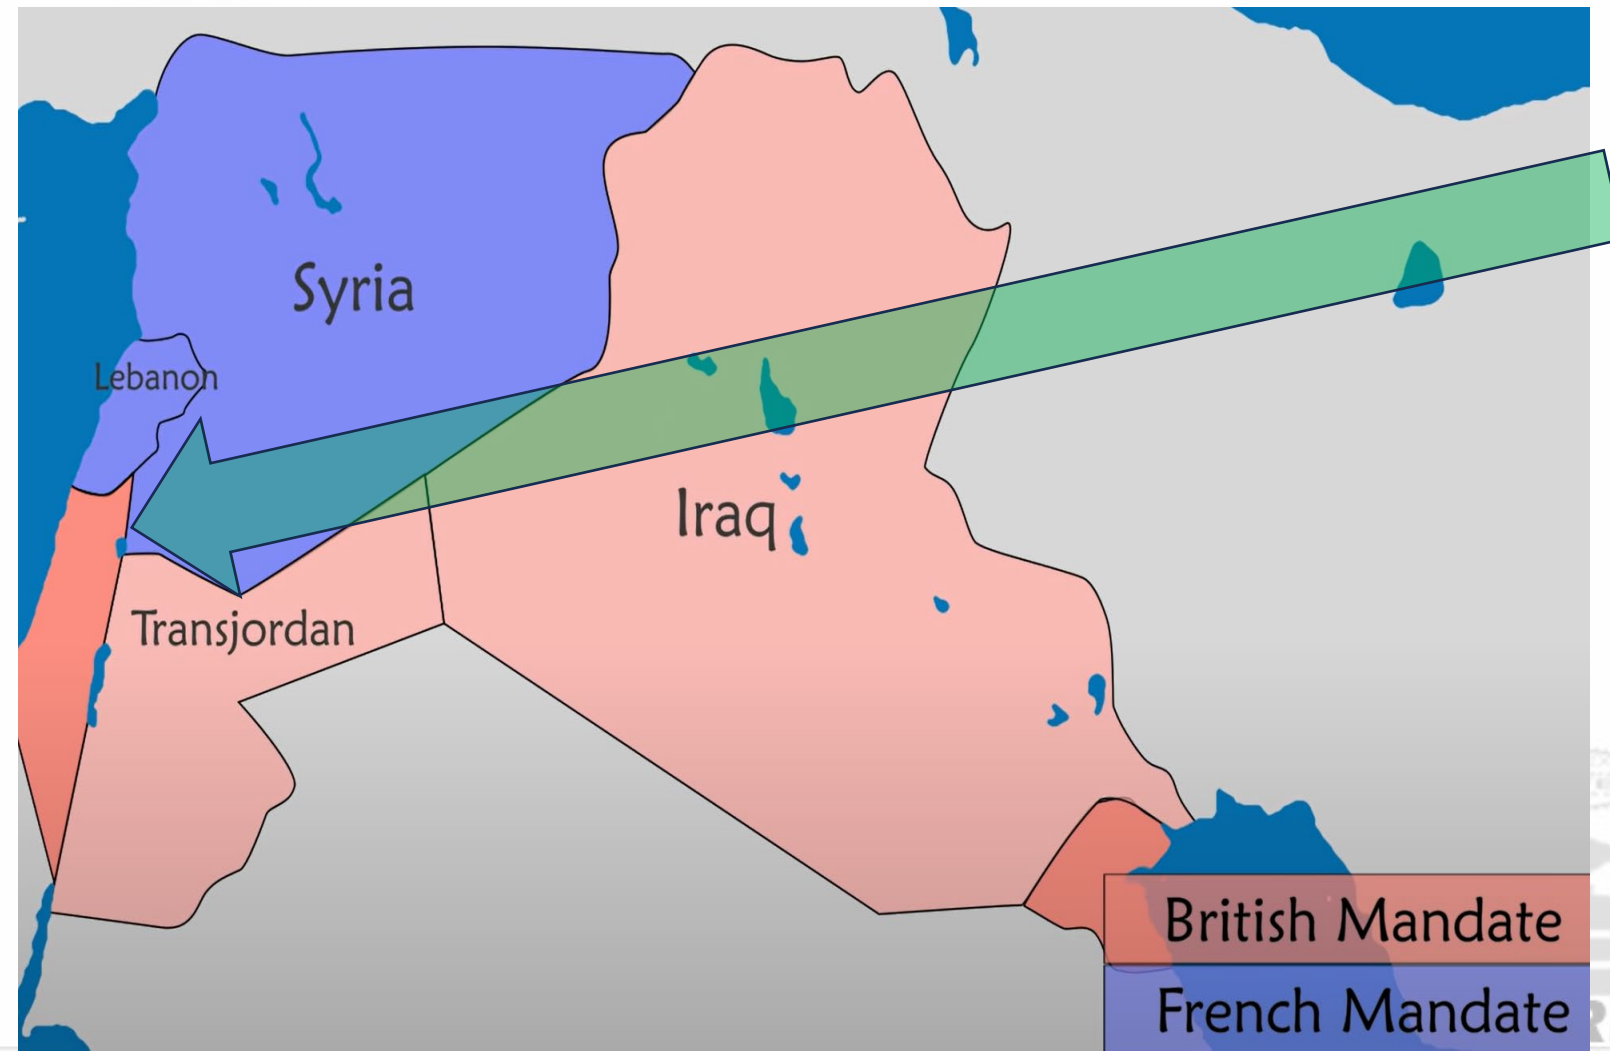 Syria
Lebanon
Iraq
Transjordan
British Mandate
French Mandate